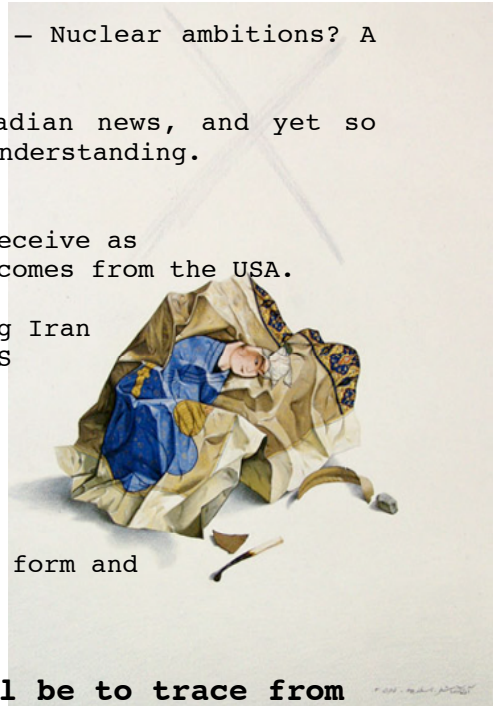 – Nuclear ambitions? A
adian news, and yet so
nderstanding.
eceive as
comes from the USA.
g Iran
S
form and
l be to trace from